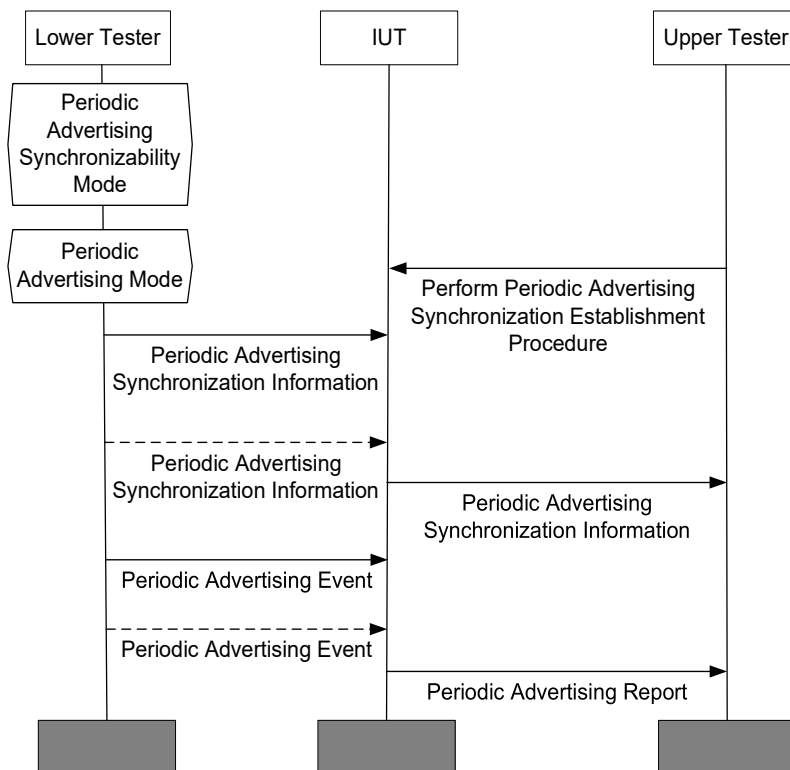 Lower Tester
IUT
Upper Tester
Periodic
Advertising
Synchronizability
Mode
Periodic
Advertising Mode
Perform Periodic Advertising
Synchronization Establishment
Procedure
Periodic Advertising
Synchronization Information
Periodic Advertising
Synchronization Information
Periodic Advertising
Synchronization Information
Periodic Advertising Event
Periodic Advertising Event
Periodic Advertising Report